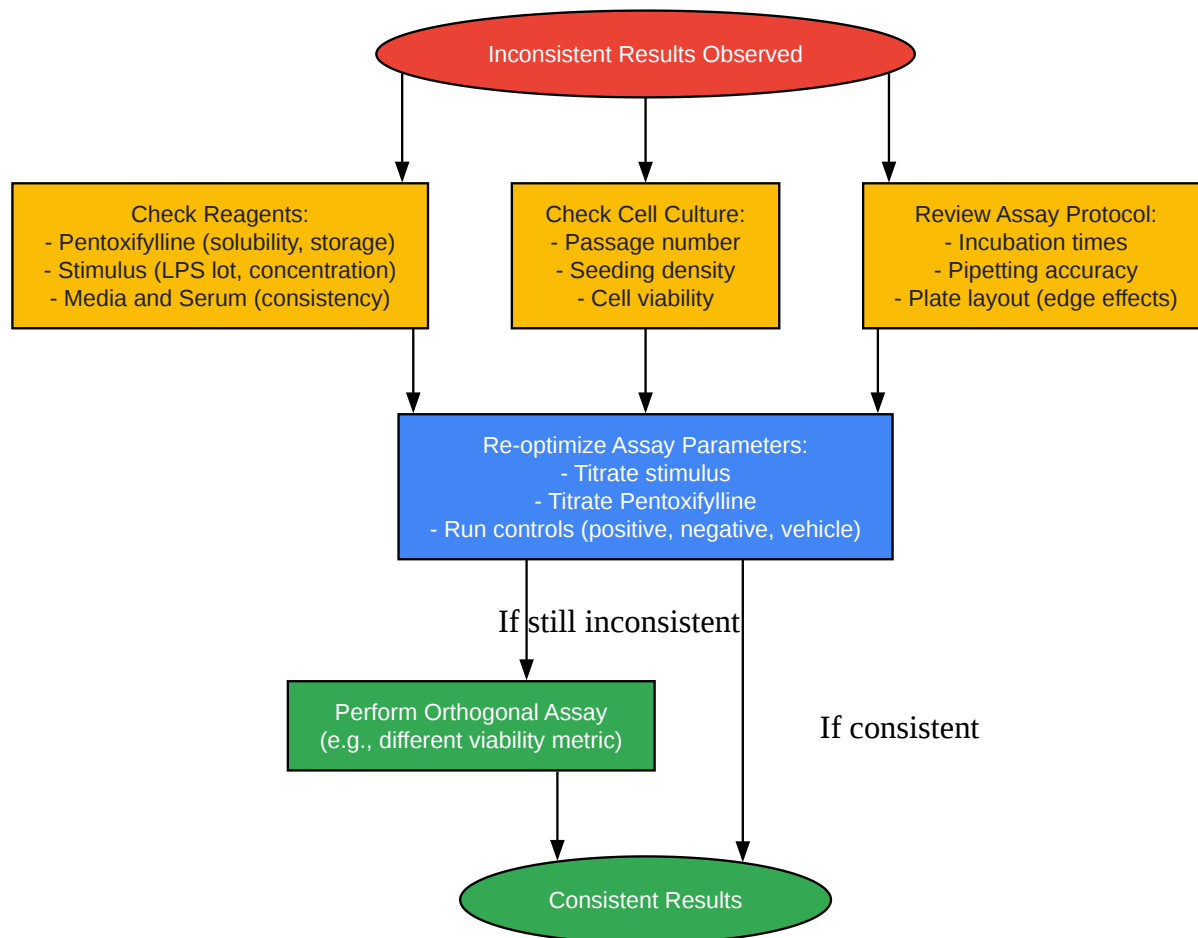 Inconsistent Results Observed
Check Reagents:
- Pentoxifylline (solubility, storage)
- Stimulus (LPS lot, concentration)
- Media and Serum (consistency)
Check Cell Culture:
- Passage number
- Seeding density
- Cell viability
Review Assay Protocol:
- Incubation times
- Pipetting accuracy
- Plate layout (edge effects)
Re-optimize Assay Parameters:
- Titrate stimulus
- Titrate Pentoxifylline
- Run controls (positive, negative, vehicle)
If still inconsistent
Perform Orthogonal Assay
(e.g., different viability metric)
If consistent
Consistent Results